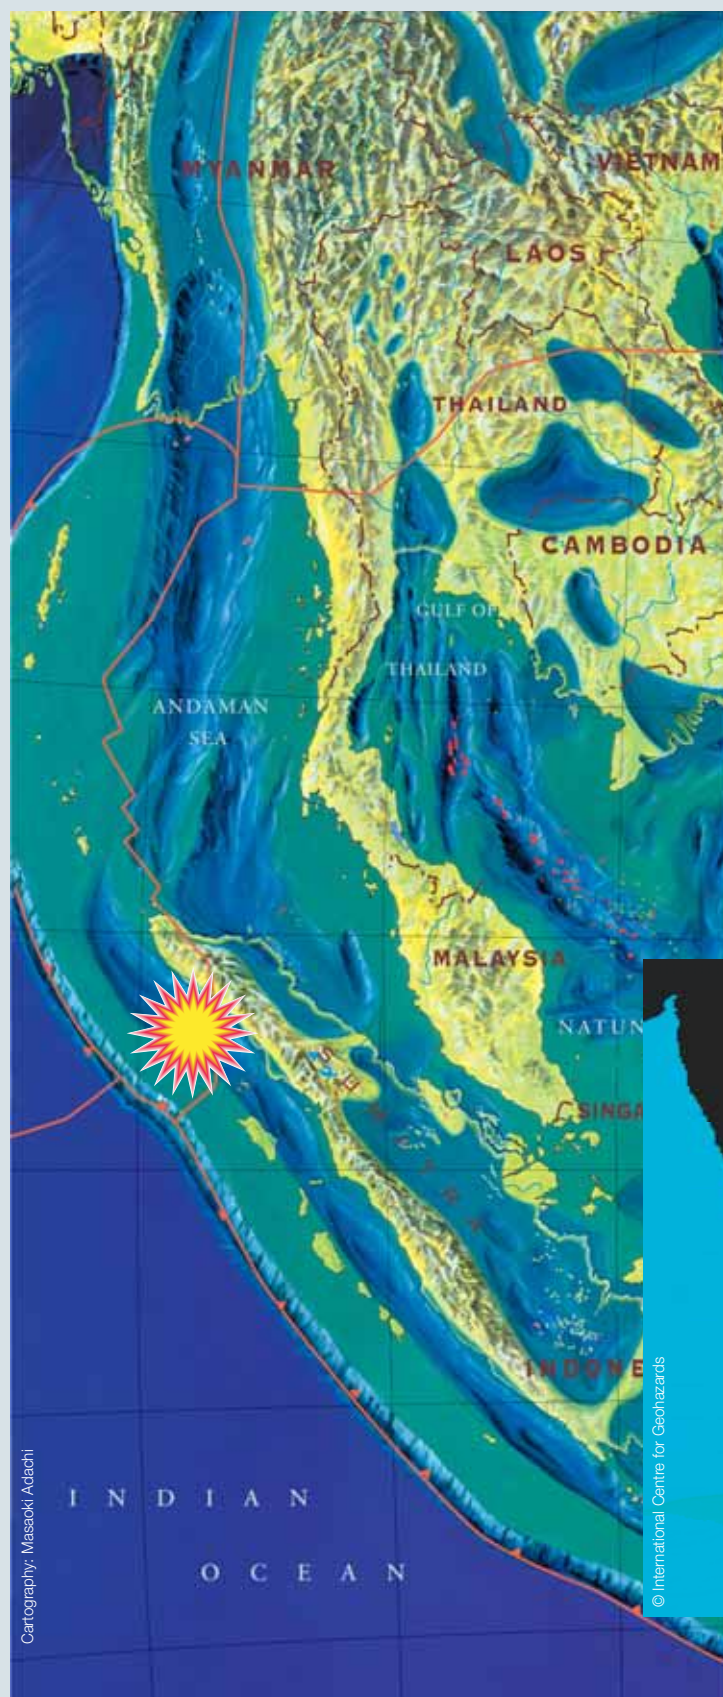 MYANMAR
VIETNAM
LAOS
THAILAND
CAMBODIA
GULF OF
THAILAND
ANDAMAN
SEA
MALAYSIA
NATUN
SINGA
INDONE
INDIAN
OCEAN
Cartography: Masaoki Adachi
© International Centre for Geohazards